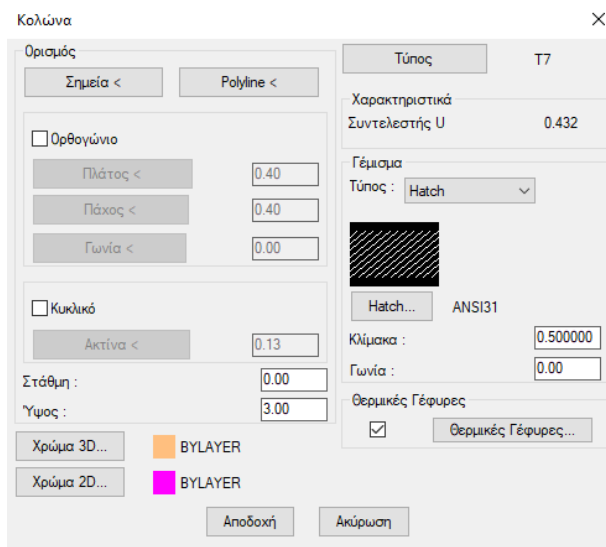 Κολώνα
Ορισμός
Σημεία <
Polyline <
Ορθογώνιο
Πλάτος <
0.40
Πάχος <
0.40
Γωνία <
0.00
Κυκλικό
Ακτίνα <
0.13
Στάθμη :
0.00
Ύψος :
3.00
Χρώμα 3D...
BYLAYER
Χρώμα 2D...
BYLAYER
Τύπος
T7
Χαρακτηριστικά
Συντελεστής U
0.432
Γέμισμα
Τύπος :
Hatch
Hatch...
ANSI31
Κλίμακα :
0.500000
Γωνία :
0.00
Θερμικές Γέφυρες
Θερμικές Γέφυρες...
Αποδοχή
Ακύρωση